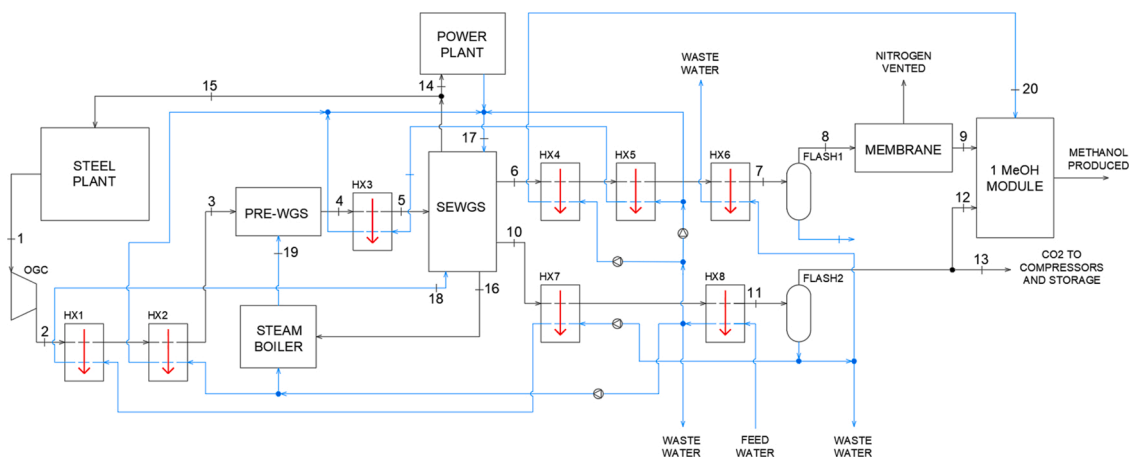 POWER
PLANT
WASTE
WATER
NITROGEN
VENTED
15
14
20
17
STEEL
PLANT
HX4
HX5
HX6
8
MEMBRANE
9
FLASH1
1 MeOH
MODULE
METHANOL
PRODUCED
HX3
SEWGS
6
7
3
PRE-WGS
4
5
12
1
10
OGC
19
18
16
HX7
HX8
11
FLASH2
13
CO2 TO
COMPRESSORS
AND STORAGE
2
HX1
HX2
STEAM
BOILER
WASTE
WATER
FEED
WATER
WASTE
WATER